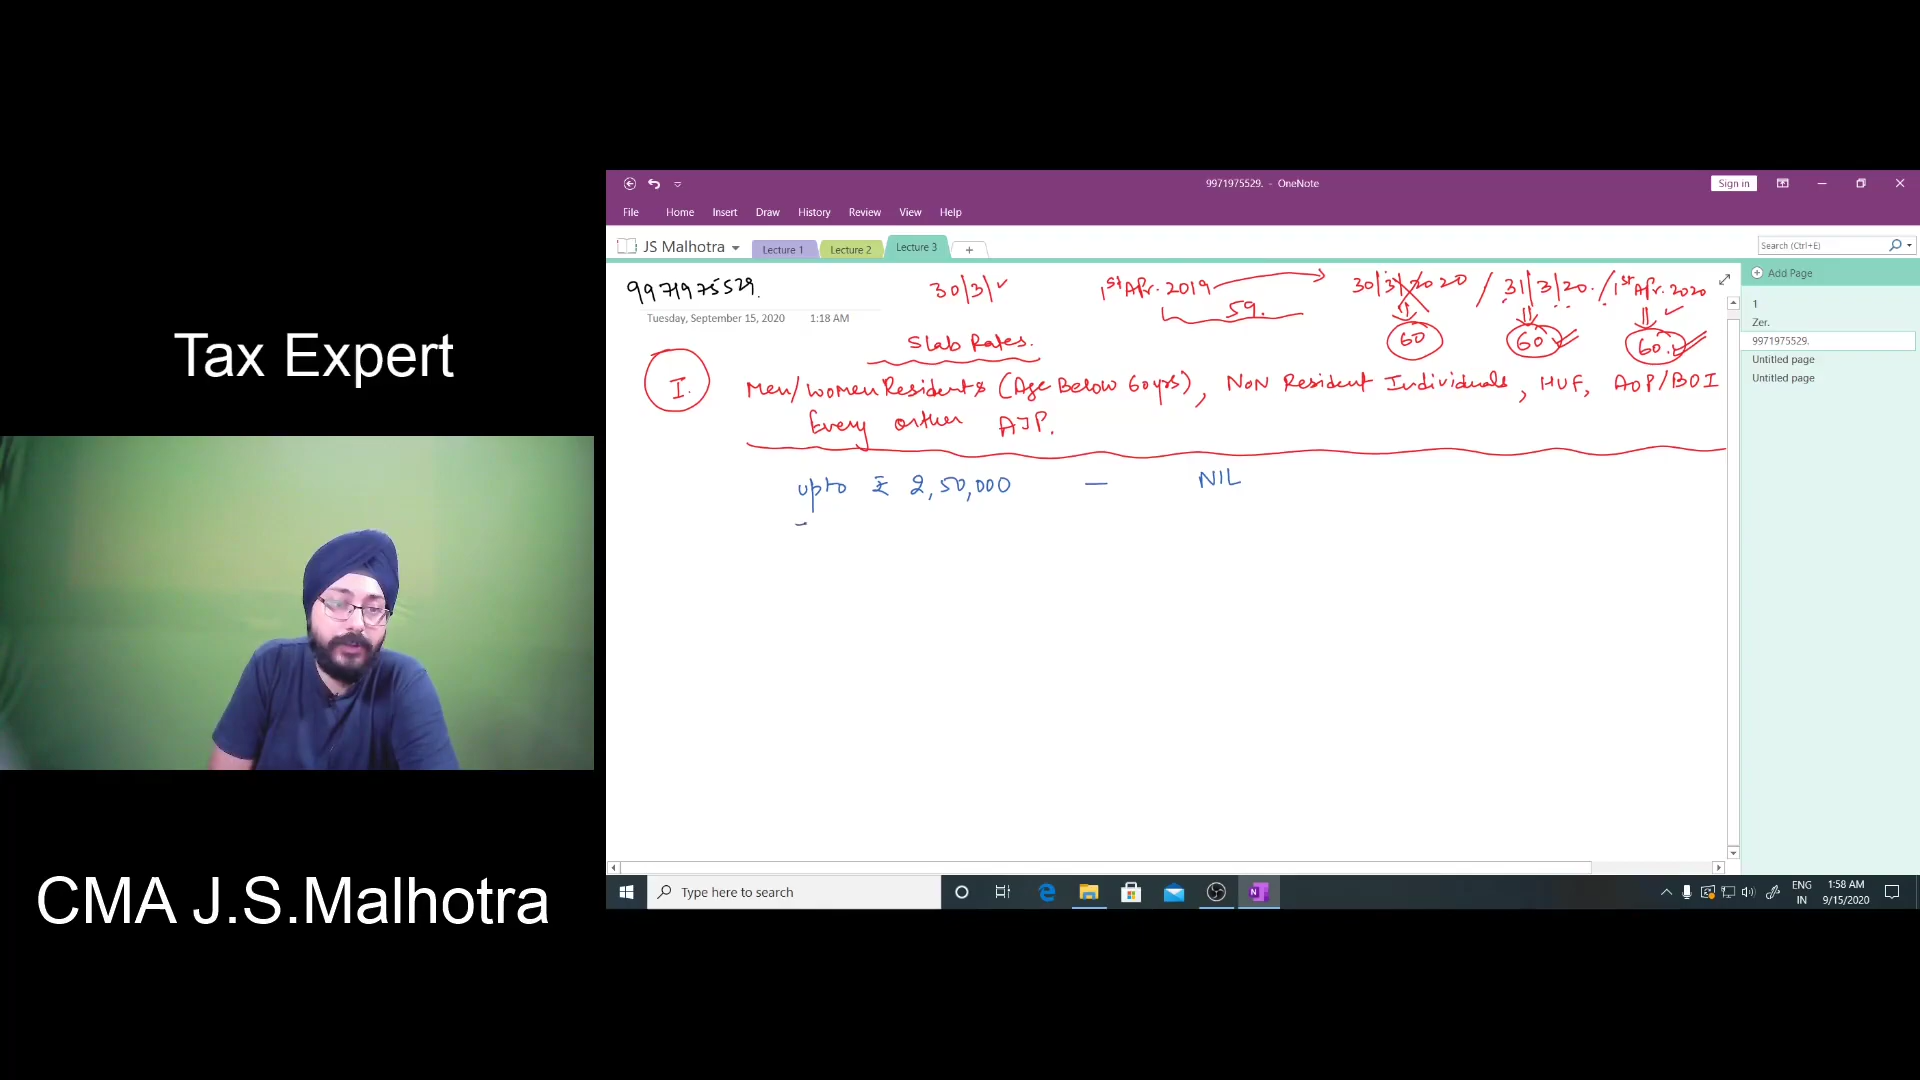 Tax Expert
CMA J.S.Malhotra
9971975529. - OneNote
Sign in
File Home Insert Draw History Review View Help
JS Malhotra Lecture 1 Lecture 2 Lecture 3 +
Search (Ctrl+E)
Add Page
1
Zer.
9971975529.
Untitled page
Untitled page
9971975529.
Tuesday, September 15, 2020 1:18 AM
30/3/ 1st Apr. 2019 30/3/2020 / 31/3/20. / 1st Apr. 2020
59.
60 60 60.
Slab Rates.
I. Men/Women Residents (Age Below 60yrs), NON Resident Individuals, HUF, AOP/BOI
Every orther AJP.
upto ₹ 2,50,000 — NIL
Type here to search
ENG
IN
1:58 AM
9/15/2020